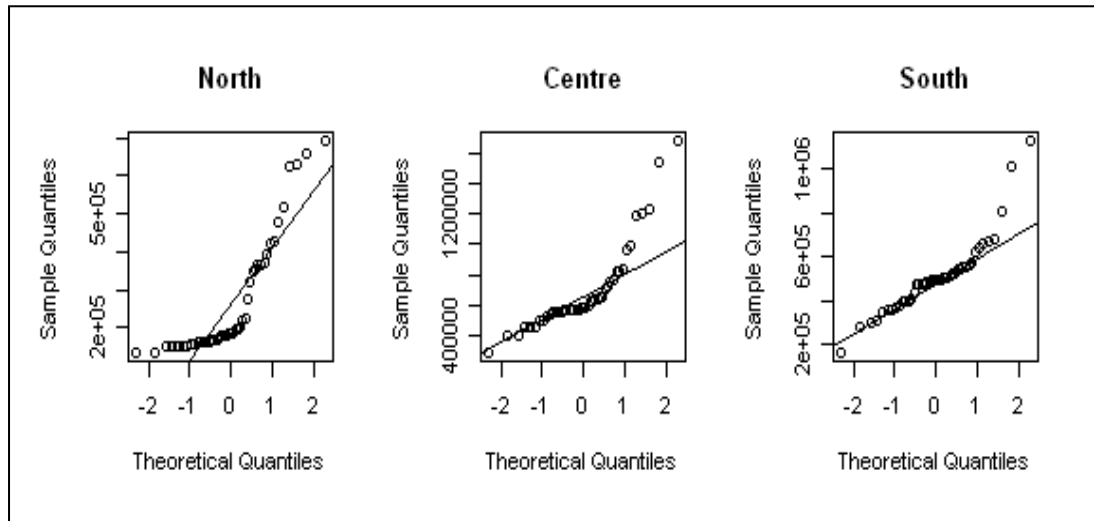 North
Centre
South
Sample Quantiles
2e+05
5e+05
-2 -1 0 1 2
Theoretical Quantiles
Sample Quantiles
400000
1200000
-2 -1 0 1 2
Theoretical Quantiles
Sample Quantiles
2e+05
6e+05
1e+06
-2 -1 0 1 2
Theoretical Quantiles